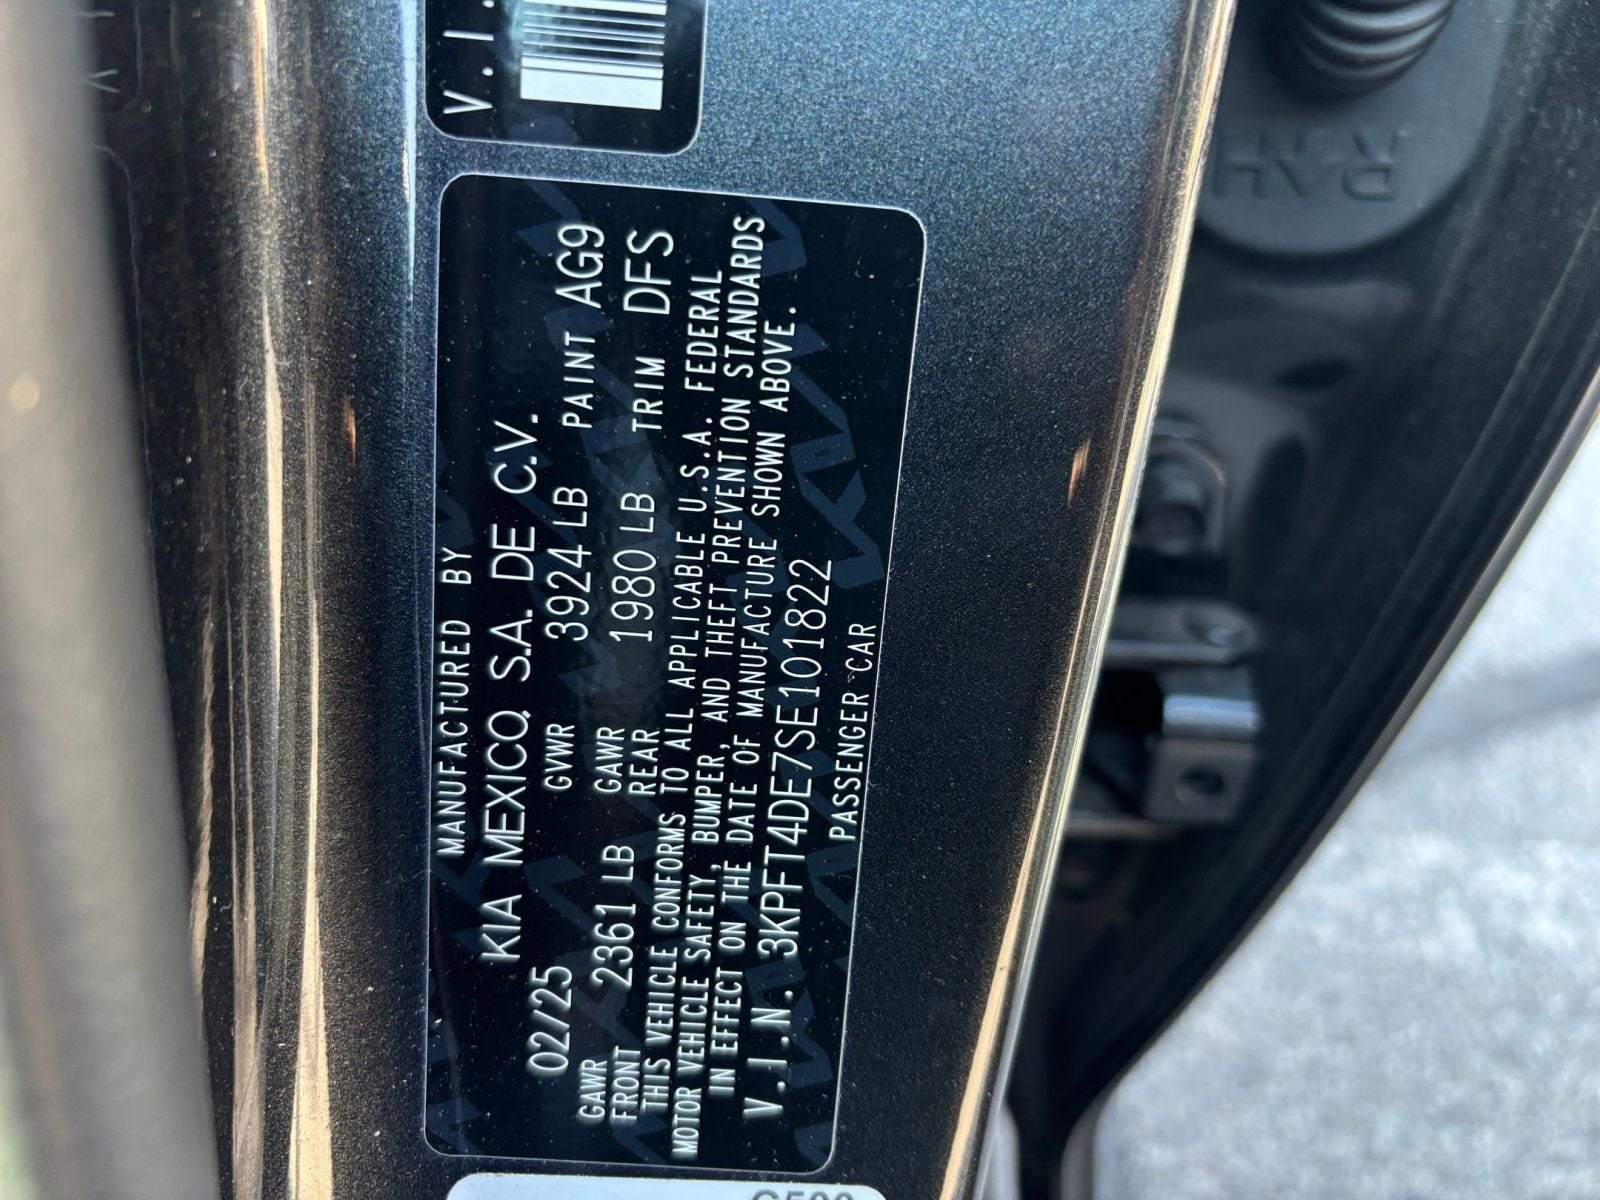 V.I.
MANUFACTURED BY
KIA MEXICO, S.A. DE C.V.
02/25 GVWR 3924 LB PAINT AG9
GAWR FRONT 2361 LB GAWR REAR 1980 LB TRIM DFS
THIS VEHICLE CONFORMS TO ALL APPLICABLE U.S.A. FEDERAL
MOTOR VEHICLE SAFETY, BUMPER, AND THEFT PREVENTION STANDARDS
IN EFFECT ON THE DATE OF MANUFACTURE SHOWN ABOVE.
V.I.N. 3KPFT4DE7SE101822
PASSENGER CAR